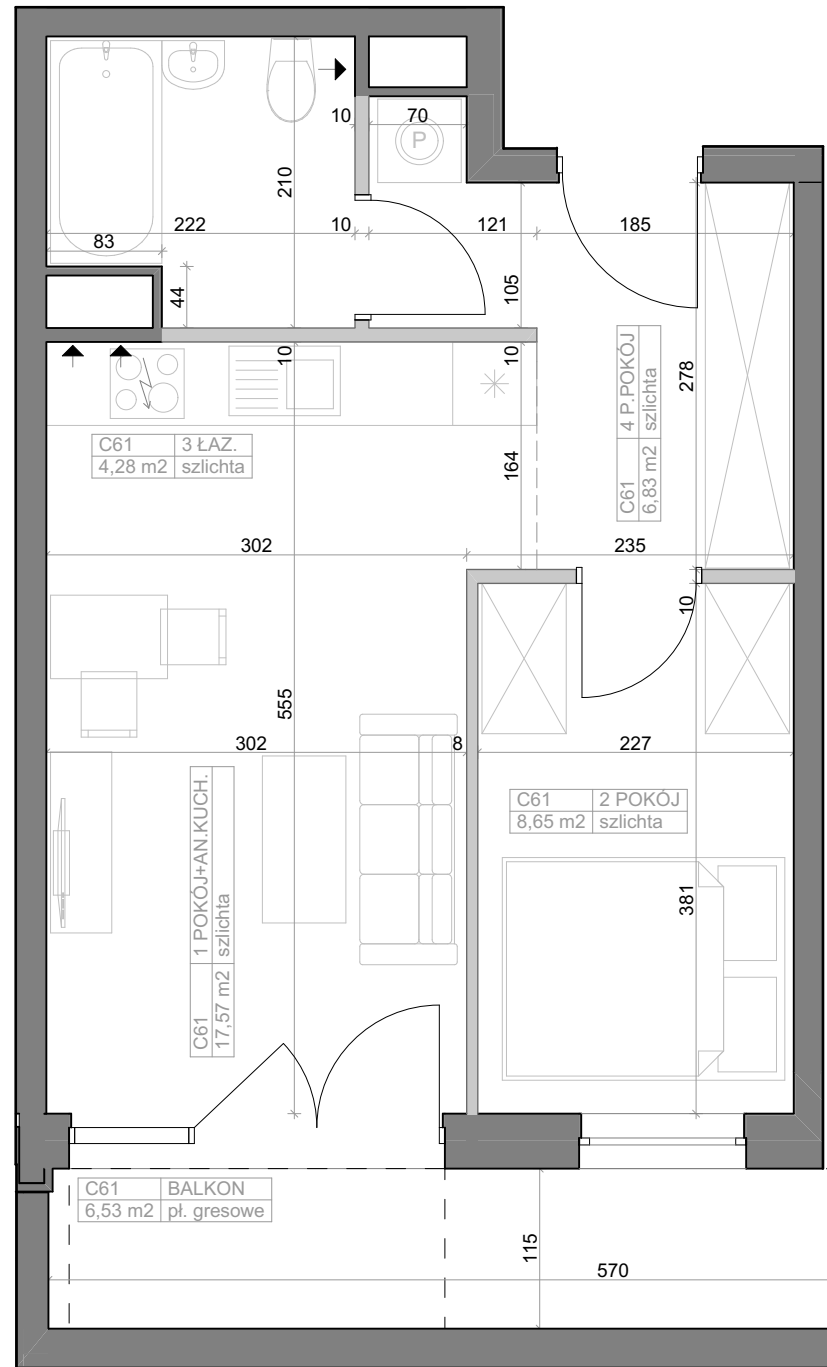 10
70
P
210
222
10
121
185
83
44
105
10
10
278
C61 4 P.POKÓJ
6,83 m2 szlichta
C61 3 ŁAZ.
4,28 m2 szlichta
164
302
235
10
555
302
8
227
C61 1 POKÓJ+AN.KUCH.
17,57 m2 szlichta
C61 2 POKÓJ
8,65 m2 szlichta
381
C61 BALKON
6,53 m2 pł. gresowe
115
570